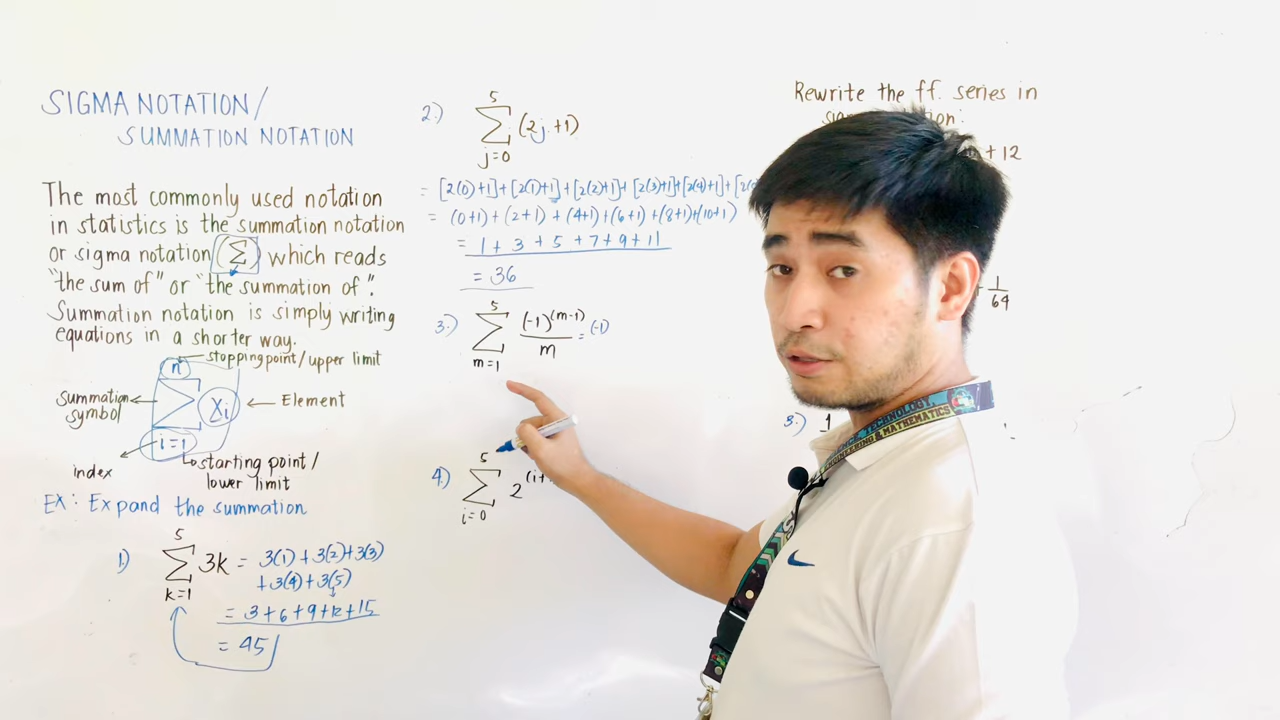 SIGMA NOTATION/
SUMMATION NOTATION
The most commonly used notation
in statistics is the summation notation
or sigma notation (Σ) which reads
"the sum of" or "the summation of".
Summation notation is simply writing
equations in a shorter way.
n
stopping point / upper limit
Summation
symbol
Σ
Xi
Element
i=1
index
starting point /
lower limit
EX: Expand the summation
1.)
5
Σ 3k = 3(1) + 3(2)+3(3)
k=1
+3(4)+3(5)
= 3+6+9+12+15
= 45
2.)
5
Σ (2j+1)
j=0
= [2(0)+1]+[2(1)+1]+[2(2)+1]+[2(3)+1]+[2(4)+1]+[2(
= (0+1)+(2+1)+(4+1)+(6+1)+(8+1)+(10+1)
= 1+3+5+7+9+11
= 36
3.)
5
Σ (-1)^(m-1) / m = (-1)
m=1
4.)
5
Σ 2^(i+
i=0
Rewrite the ff. series in
+ 12
1/64
3.) 1
SCIENCE, TECHNOLOGY,
ENGINEERING & MATHEMATICS